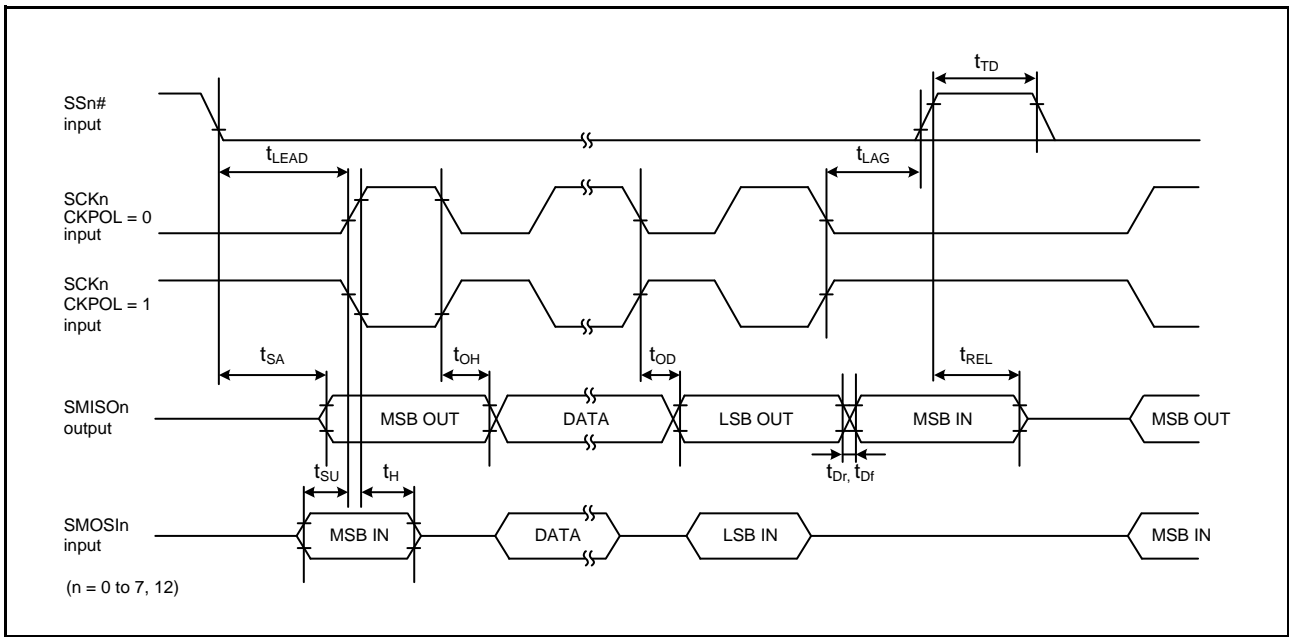 tTD
SSn#
input
tLEAD
tLAG
SCKn
CKPOL = 0
input
SCKn
CKPOL = 1
input
tSA
tOH
tOD
tREL
SMISOn
output
MSB OUT
DATA
LSB OUT
MSB IN
MSB OUT
tSU
tH
tDr, tDf
SMOSIn
input
MSB IN
DATA
LSB IN
MSB IN
(n = 0 to 7, 12)